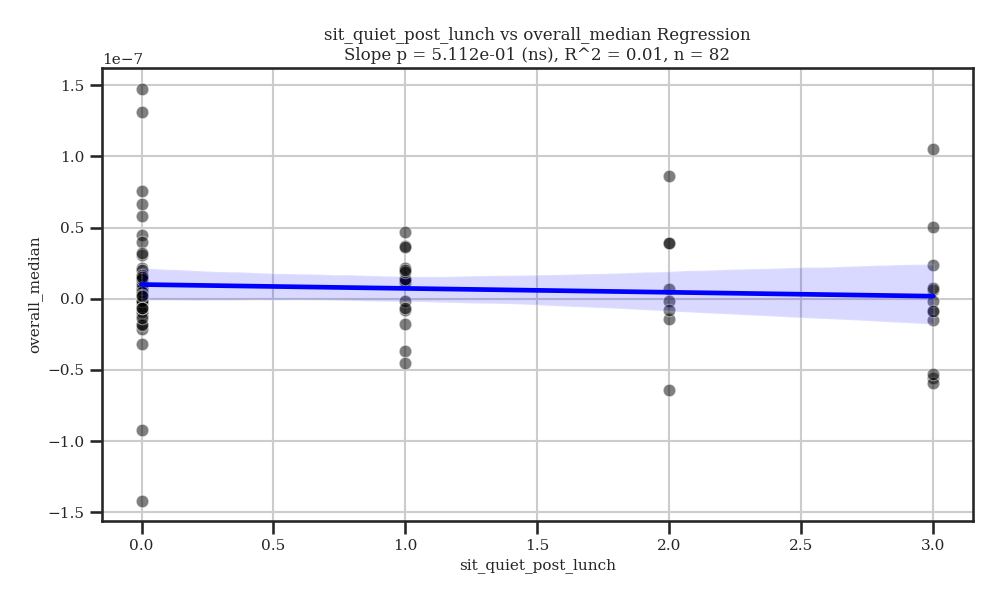 sit_quiet_post_lunch vs overall_median Regression
Slope p = 5.112e-01 (ns), R^2 = 0.01, n = 82
1e−7
1.5
1.0
0.5
0.0
−0.5
−1.0
−1.5
overall_median
0.0 0.5 1.0 1.5 2.0 2.5 3.0
sit_quiet_post_lunch